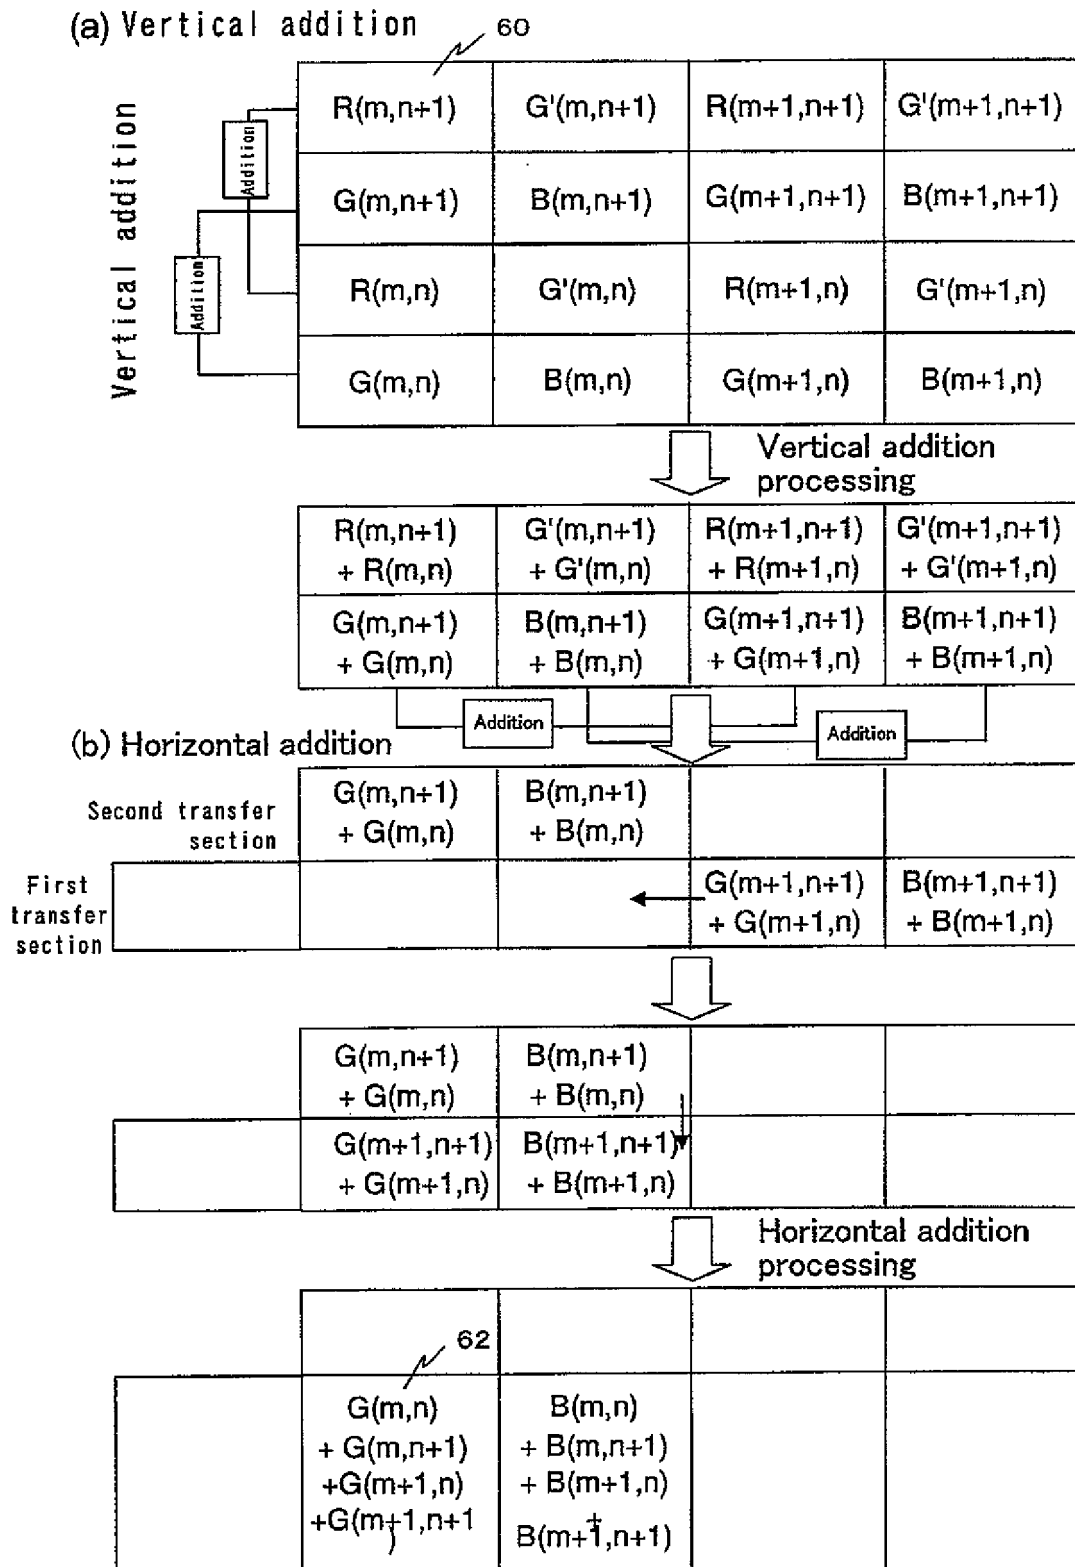 (a) Vertical addition
60
Vertical addition
Addition
Addition
R(m,n+1) G'(m,n+1) R(m+1,n+1) G'(m+1,n+1)
G(m,n+1) B(m,n+1) G(m+1,n+1) B(m+1,n+1)
R(m,n) G'(m,n) R(m+1,n) G'(m+1,n)
G(m,n) B(m,n) G(m+1,n) B(m+1,n)
Vertical addition
processing
R(m,n+1) G'(m,n+1) R(m+1,n+1) G'(m+1,n+1)
+ R(m,n) + G'(m,n) + R(m+1,n) + G'(m+1,n)
G(m,n+1) B(m,n+1) G(m+1,n+1) B(m+1,n+1)
+ G(m,n) + B(m,n) + G(m+1,n) + B(m+1,n)
Addition Addition
(b) Horizontal addition
Second transfer
section
G(m,n+1) B(m,n+1)
+ G(m,n) + B(m,n)
First
transfer
section
G(m+1,n+1) B(m+1,n+1)
+ G(m+1,n) + B(m+1,n)
G(m,n+1) B(m,n+1)
+ G(m,n) + B(m,n)
G(m+1,n+1) B(m+1,n+1)
+ G(m+1,n) + B(m+1,n)
Horizontal addition
processing
62
G(m,n) B(m,n)
+ G(m,n+1) + B(m,n+1)
+G(m+1,n) + B(m+1,n)
+G(m+1,n+1 +
) B(m+1,n+1)